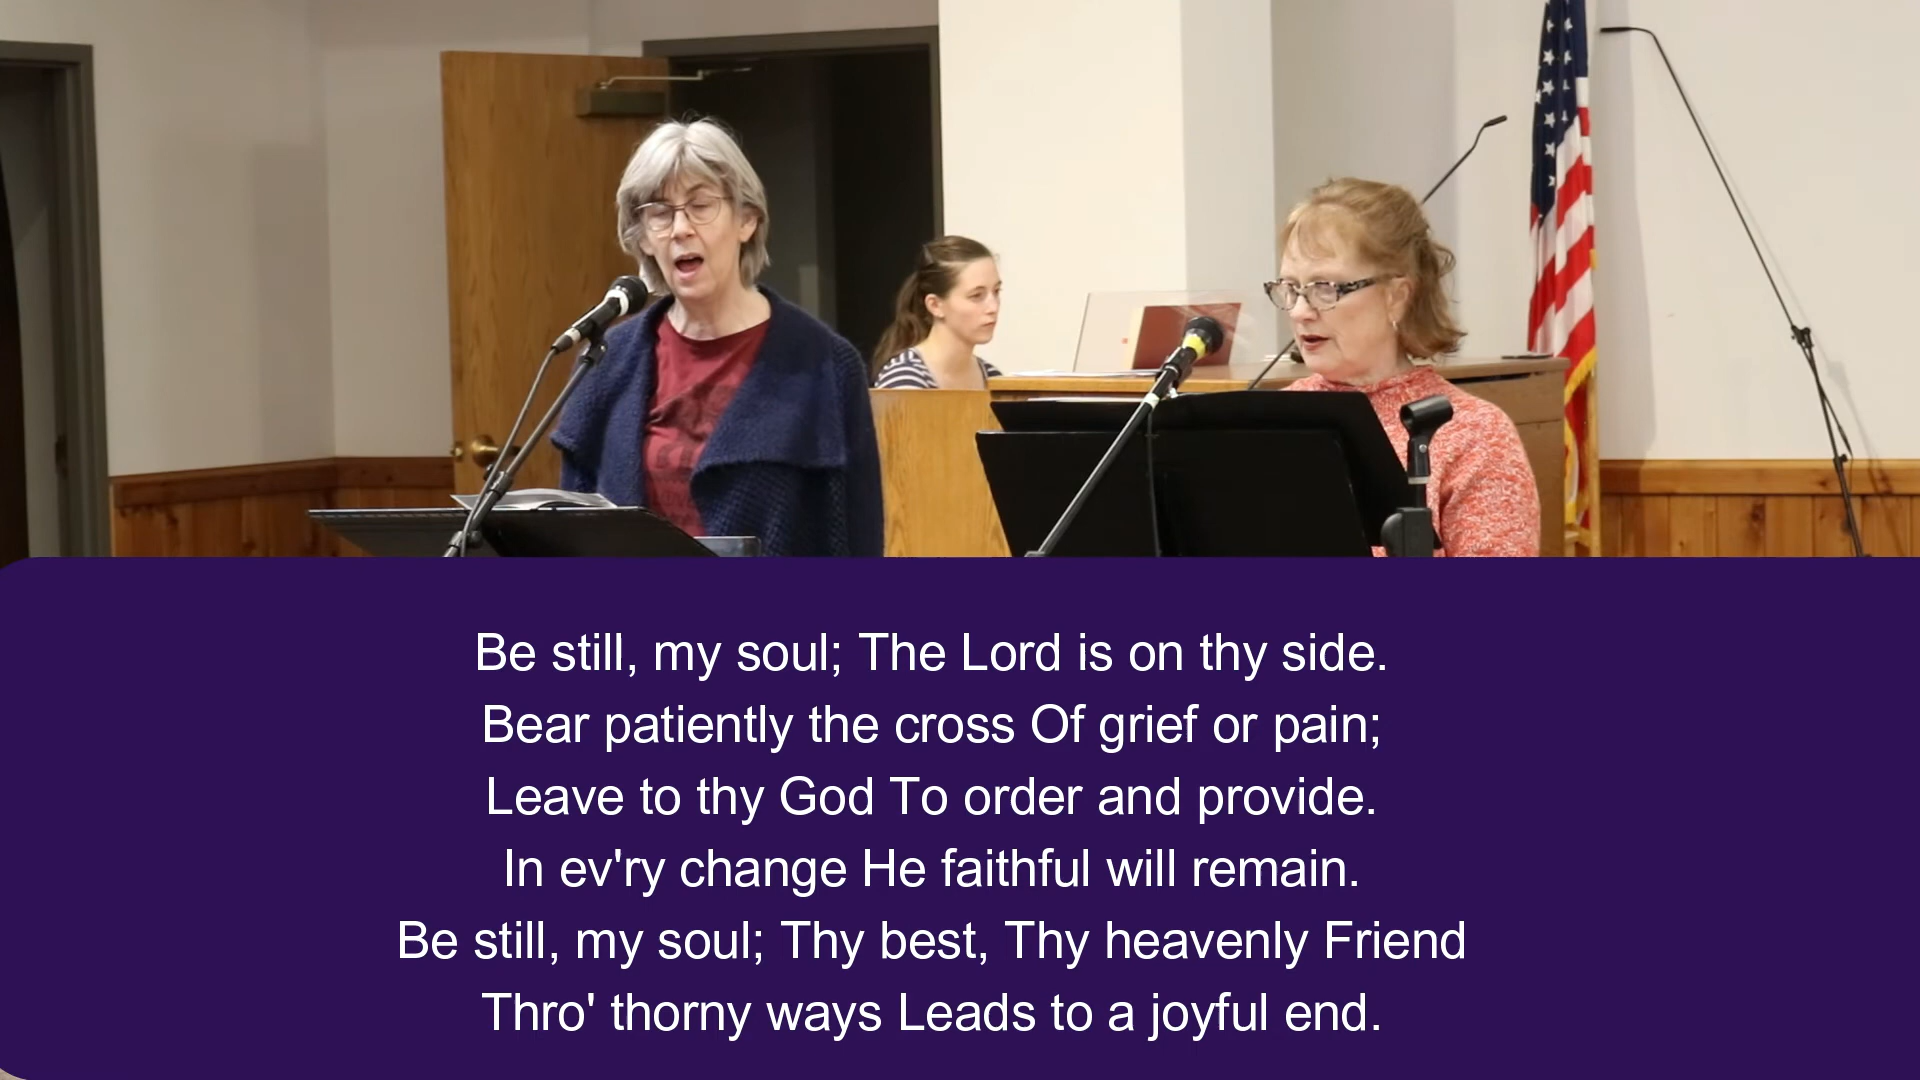 Be still, my soul; The Lord is on thy side.
Bear patiently the cross Of grief or pain;
Leave to thy God To order and provide.
In ev'ry change He faithful will remain.
Be still, my soul; Thy best, Thy heavenly Friend
Thro' thorny ways Leads to a joyful end.